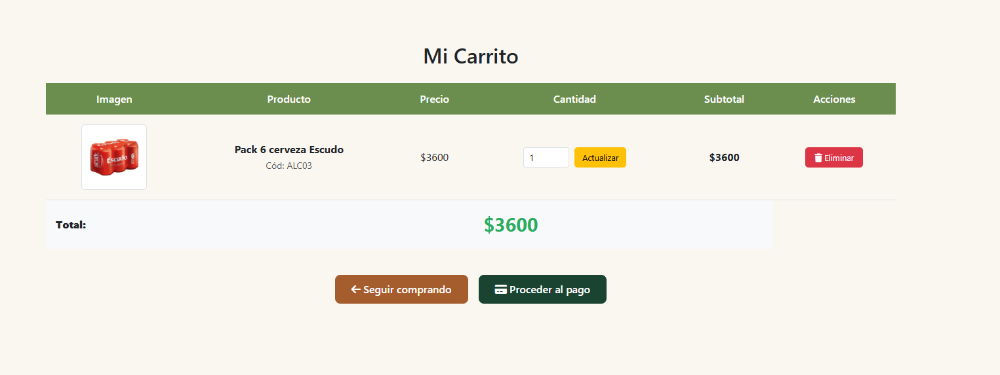 Mi Carrito
Imagen Producto Precio Cantidad Subtotal Acciones
Escudo
Pack 6 cerveza Escudo
Cód: ALC03
$3600
1
Actualizar
$3600
Eliminar
Total: $3600
Seguir comprando
Proceder al pago